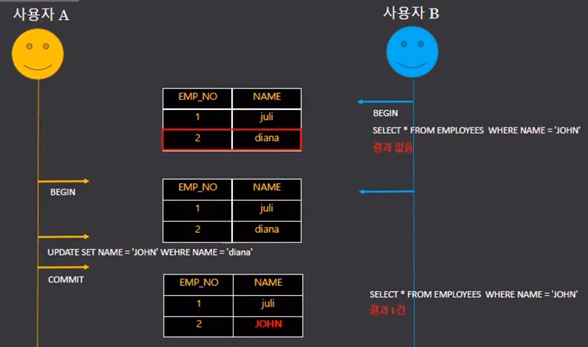 사용자 A
사용자 B
EMP_NO NAME
1 juli
2 diana
BEGIN
SELECT * FROM EMPLOYEES WHERE NAME = 'JOHN'
결과 없음
BEGIN
EMP_NO NAME
1 juli
2 diana
UPDATE SET NAME = 'JOHN' WEHRE NAME = 'diana'
COMMIT
EMP_NO NAME
1 juli
2 JOHN
SELECT * FROM EMPLOYEES WHERE NAME = 'JOHN'
결과 1건